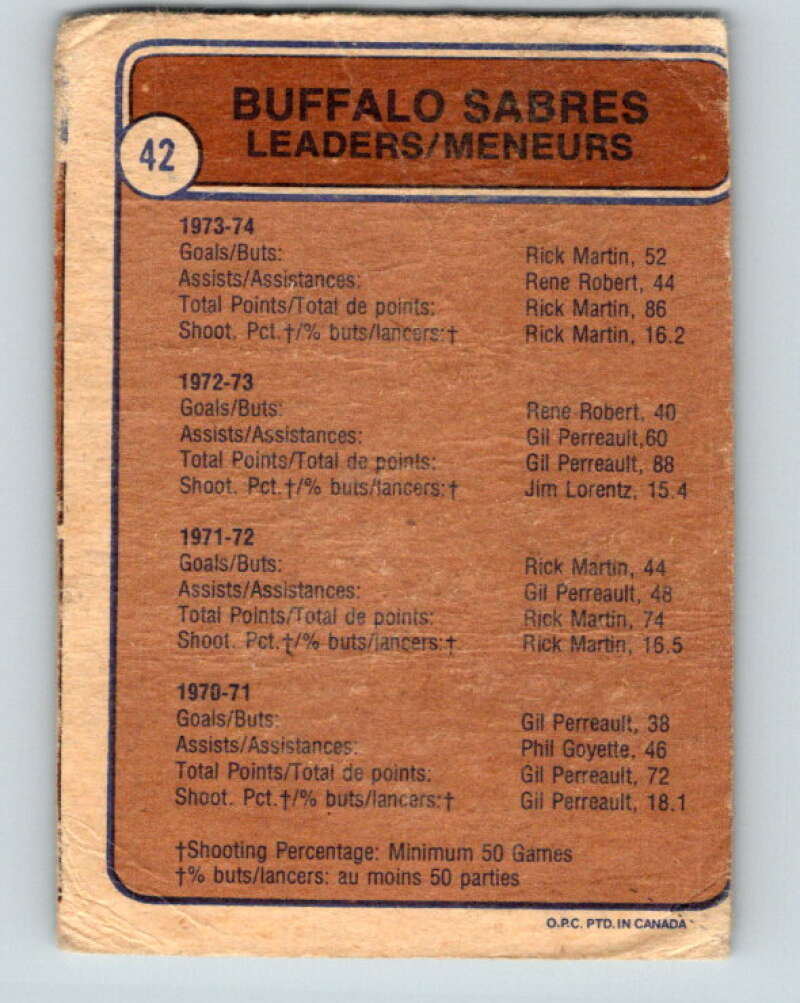 BUFFALO SABRES
LEADERS/MENEURS
42
1973-74
Goals/Buts: Rick Martin, 52
Assists/Assistances: Rene Robert, 44
Total Points/Total de points: Rick Martin, 86
Shoot. Pct.†/% buts/lancers:† Rick Martin, 16.2
1972-73
Goals/Buts: Rene Robert, 40
Assists/Assistances: Gil Perreault,60
Total Points/Total de points: Gil Perreault, 88
Shoot. Pct.†/% buts/lancers:† Jim Lorentz, 15.4
1971-72
Goals/Buts: Rick Martin, 44
Assists/Assistances: Gil Perreault, 48
Total Points/Total de points: Rick Martin, 74
Shoot. Pct.†/% buts/lancers:† Rick Martin, 16.5
1970-71
Goals/Buts: Gil Perreault, 38
Assists/Assistances: Phil Goyette, 46
Total Points/Total de points: Gil Perreault, 72
Shoot. Pct.†/% buts/lancers:† Gil Perreault, 18.1
†Shooting Percentage: Minimum 50 Games
†% buts/lancers: au moins 50 parties
O.P.C. PTD. IN CANADA